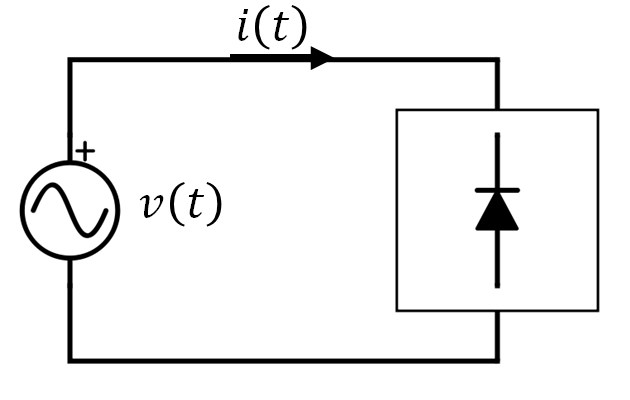 i(t)
+
v(t)